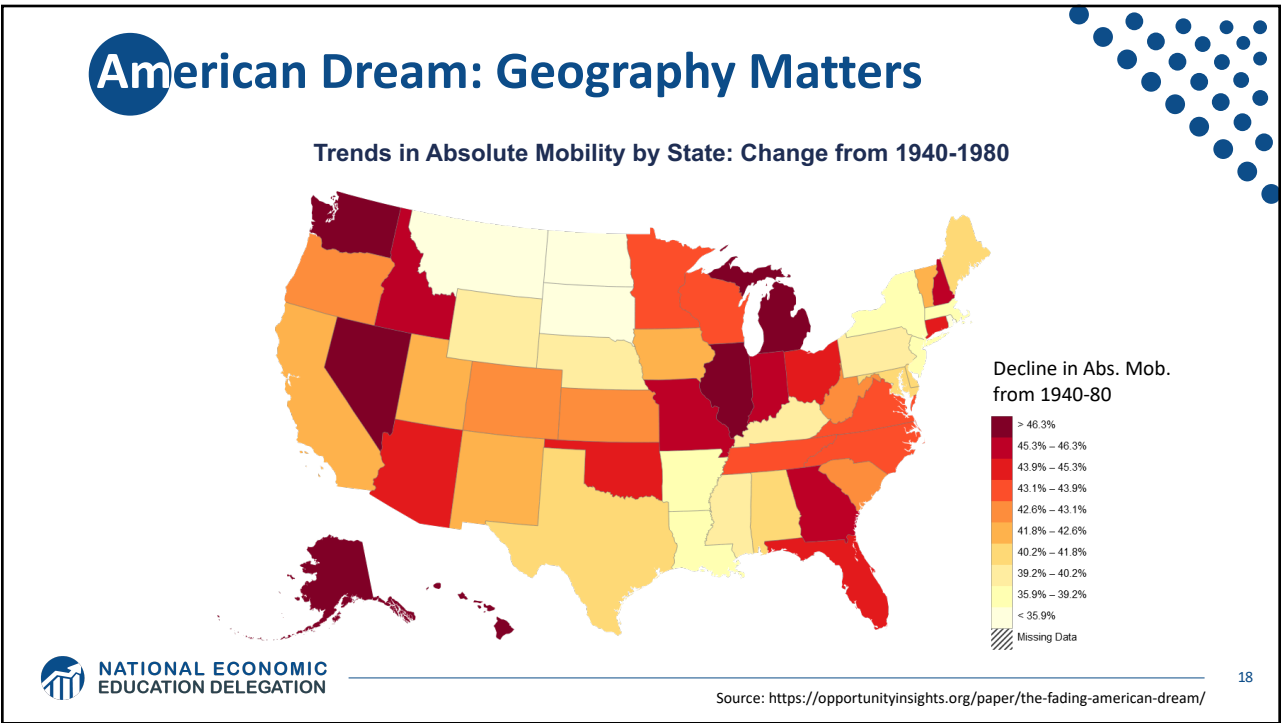 American Dream: Geography Matters
Trends in Absolute Mobility by State: Change from 1940-1980
Decline in Abs. Mob.
from 1940-80
> 46.3%
45.3% – 46.3%
43.9% – 45.3%
43.1% – 43.9%
42.6% – 43.1%
41.8% – 42.6%
40.2% – 41.8%
39.2% – 40.2%
35.9% – 39.2%
< 35.9%
Missing Data
NATIONAL ECONOMIC
EDUCATION DELEGATION
18
Source: https://opportunityinsights.org/paper/the-fading-american-dream/